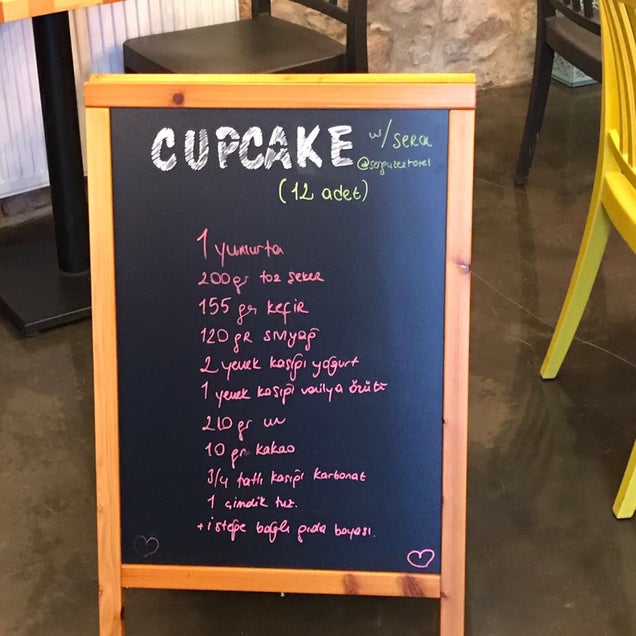 CUPCAKE w/ SERA
(12 adet)
1 yumurta
200 gr toz şeker
155 gr kefir
120 gr sıvıyağ
2 yemek kaşığı yoğurt
1 yemek kaşığı vanilya özütü
210 gr un
10 gr kakao
3/4 tatlı kaşığı karbonat
1 çimdik tuz.
+ isteğe bağlı gıda boyası.